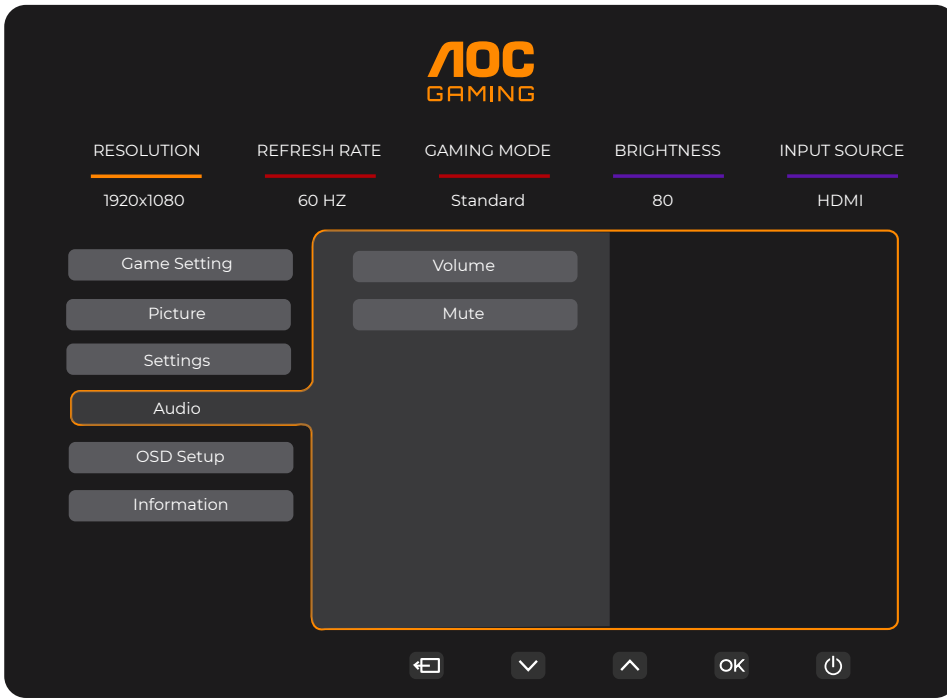 AOC
GAMING
RESOLUTION REFRESH RATE GAMING MODE BRIGHTNESS INPUT SOURCE
1920x1080 60 HZ Standard 80 HDMI
Game Setting Volume
Picture Mute
Settings
Audio
OSD Setup
Information
OK